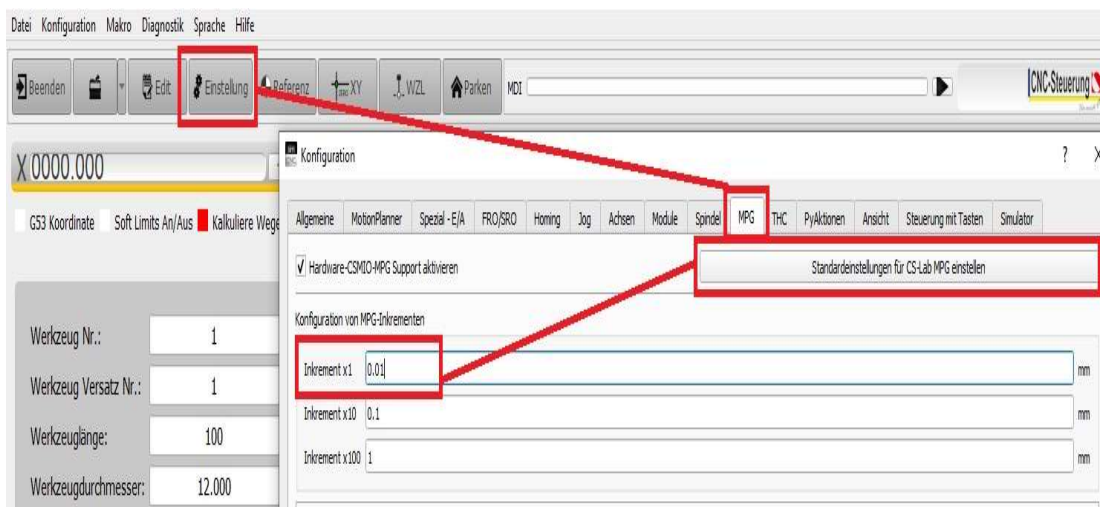 Datei Konfiguration Makro Diagnostik Sprache Hilfe
Beenden Edit Einstellung Referenz XY WZL Parken MDI CNC-Steuerung
X 0000.000
Konfiguration ? X
G53 Koordinate Soft Limits An/Aus Kalkuliere Wege
Allgemeine MotionPlanner Spezial - E/A FRO/SRO Homing Jog Achsen Module Spindel MPG THC PyAktionen Ansicht Steuerung mit Tasten Simulator
Hardware-CSMIO-MPG Support aktivieren Standardeinstellungen für CS-Lab MPG einstellen
Konfiguration von MPG-Inkrementen
Werkzeug Nr.: 1
Inkrement x1 0.01 mm
Werkzeug Versatz Nr.: 1
Inkrement x10 0.1 mm
Werkzeuglänge: 100
Inkrement x100 1 mm
Werkzeugdurchmesser: 12.000